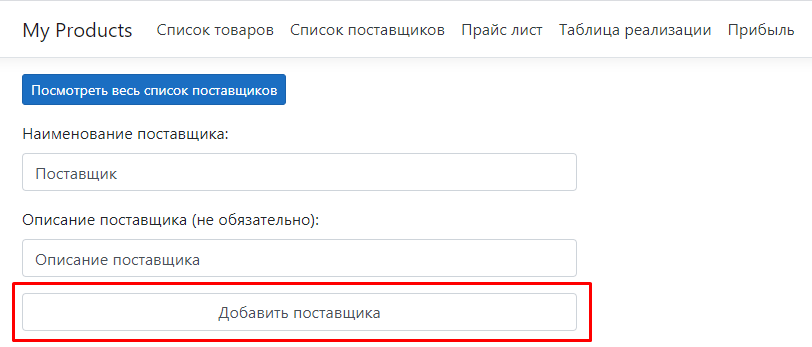 My Products Список товаров Список поставщиков Прайс лист Таблица реализации Прибыль
Посмотреть весь список поставщиков
Наименование поставщика:
Поставщик
Описание поставщика (не обязательно):
Описание поставщика
Добавить поставщика